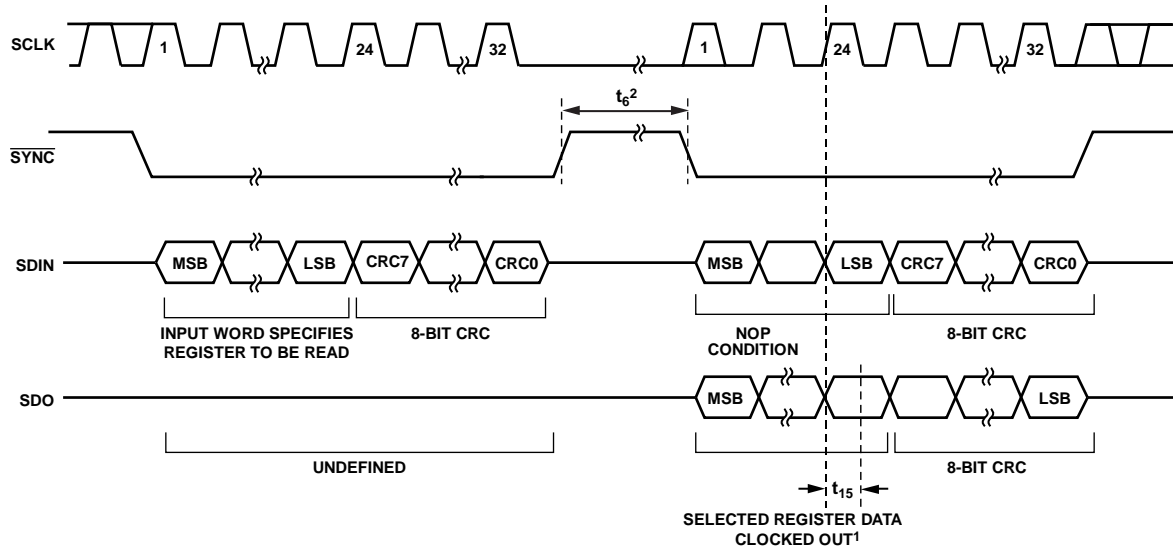 SCLK 1 24 32 1 24 32
t6²
SYNC
SDIN MSB LSB CRC7 CRC0 MSB LSB CRC7 CRC0
INPUT WORD SPECIFIES
REGISTER TO BE READ
8-BIT CRC
NOP
CONDITION
8-BIT CRC
SDO MSB LSB
UNDEFINED
8-BIT CRC
t15
SELECTED REGISTER DATA
CLOCKED OUT¹